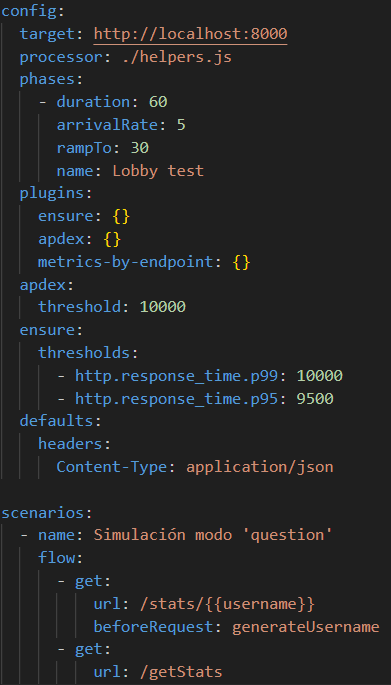 config:
  target: http://localhost:8000
  processor: ./helpers.js
  phases:
    - duration: 60
      arrivalRate: 5
      rampTo: 30
      name: Lobby test
  plugins:
    ensure: {}
    apdex: {}
    metrics-by-endpoint: {}
  apdex:
    threshold: 10000
  ensure:
    thresholds:
      - http.response_time.p99: 10000
      - http.response_time.p95: 9500
  defaults:
    headers:
      Content-Type: application/json

scenarios:
  - name: Simulación modo 'question'
    flow:
      - get:
          url: /stats/{{username}}
          beforeRequest: generateUsername
      - get:
          url: /getStats